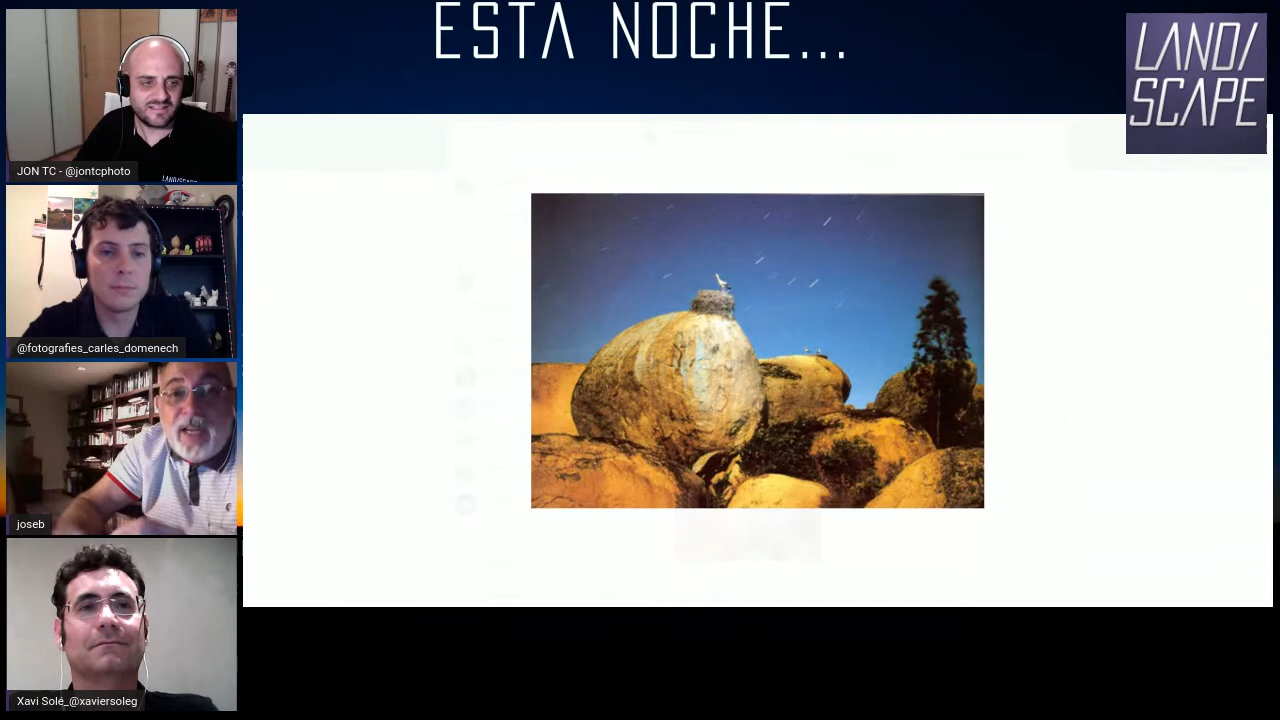 ESTA NOCHE...
LAND/
SCAPE
JON TC - @jontcphoto
@fotografies_carles_domenech
joseb
Xavi Solé_@xaviersoleg